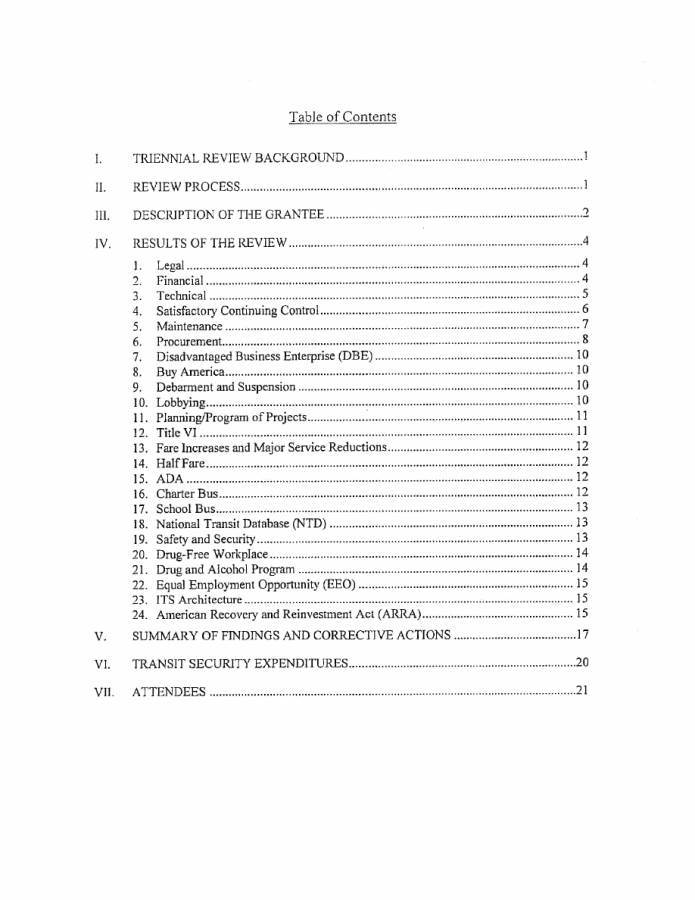 Table of Contents
I. TRIENNIAL REVIEW BACKGROUND ........ 1
II. REVIEW PROCESS ........ 1
III. DESCRIPTION OF THE GRANTEE ........ 2
IV. RESULTS OF THE REVIEW ........ 4
1. Legal ........ 4
2. Financial ........ 4
3. Technical ........ 5
4. Satisfactory Continuing Control ........ 6
5. Maintenance ........ 7
6. Procurement ........ 8
7. Disadvantaged Business Enterprise (DBE) ........ 10
8. Buy America ........ 10
9. Debarment and Suspension ........ 10
10. Lobbying ........ 10
11. Planning/Program of Projects ........ 11
12. Title VI ........ 11
13. Fare Increases and Major Service Reductions ........ 12
14. Half Fare ........ 12
15. ADA ........ 12
16. Charter Bus ........ 12
17. School Bus ........ 13
18. National Transit Database (NTD) ........ 13
19. Safety and Security ........ 13
20. Drug-Free Workplace ........ 14
21. Drug and Alcohol Program ........ 14
22. Equal Employment Opportunity (EEO) ........ 15
23. ITS Architecture ........ 15
24. American Recovery and Reinvestment Act (ARRA) ........ 15
V. SUMMARY OF FINDINGS AND CORRECTIVE ACTIONS ........ 17
VI. TRANSIT SECURITY EXPENDITURES ........ 20
VII. ATTENDEES ........ 21